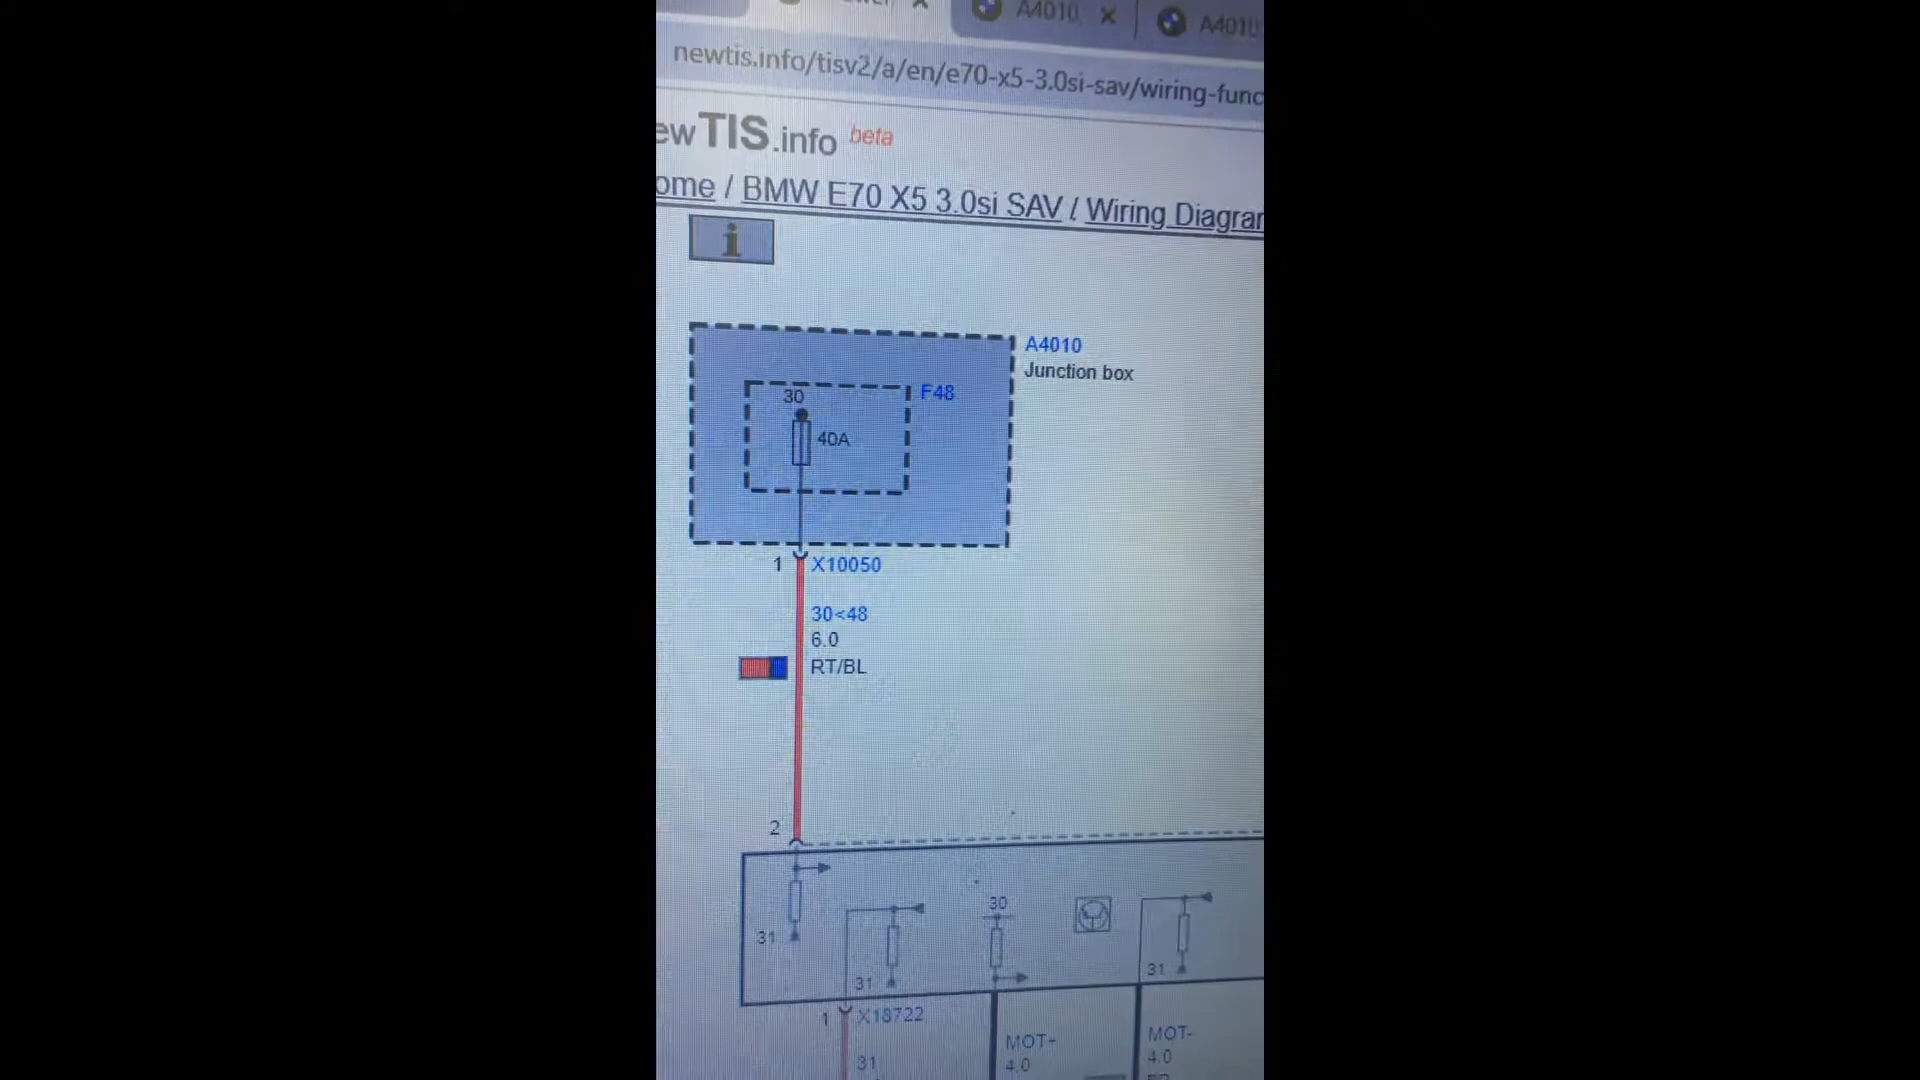 A4010
A4010
newtis.info/tisv2/a/en/e70-x5-3.0si-sav/wiring-func
ewTIS.info beta
ome / BMW E70 X5 3.0si SAV / Wiring Diagrar
i
A4010
Junction box
30
F48
40A
1 X10050
30<48
6.0
RT/BL
2
30
31
31
31
1 X18722
MOT+
MOT-
4.0
4.0
31